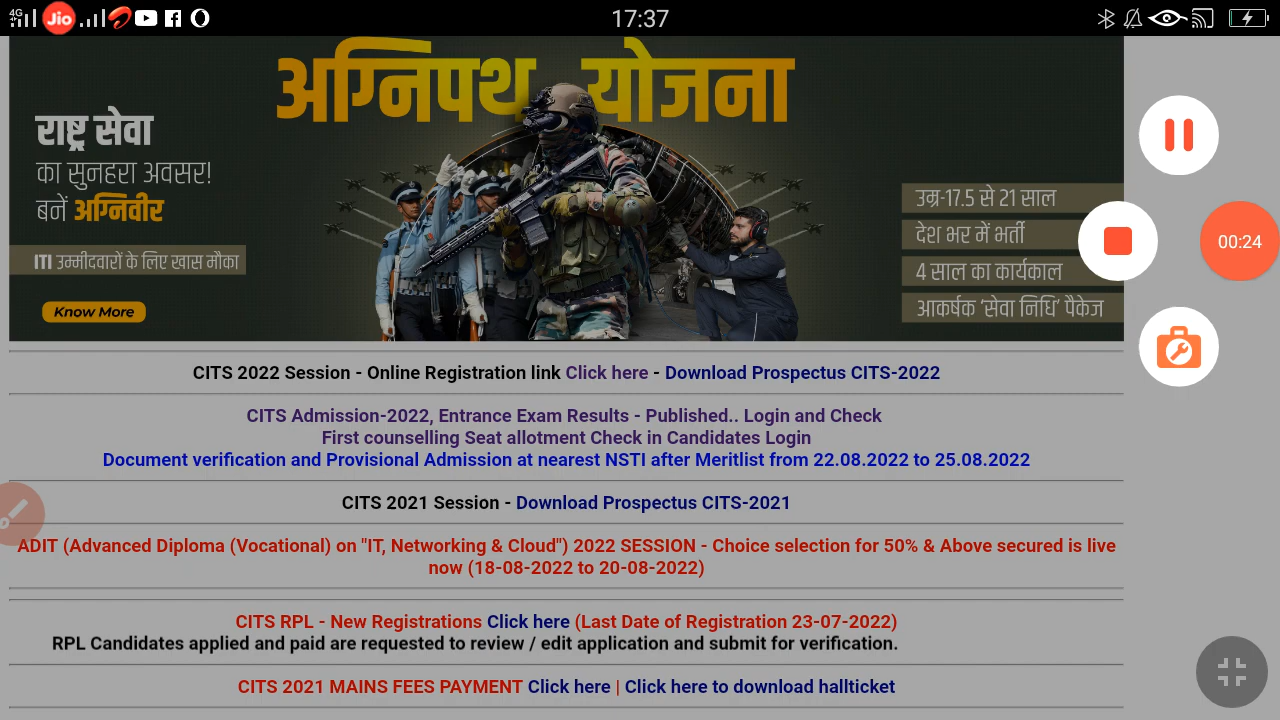 4G Jio 17:37
अग्निपथ योजना
राष्ट्र सेवा
का सुनहरा अवसर!
बनें अग्निवीर
ITI उम्मीदवारों के लिए खास मौका
Know More
उम्र-17.5 से 21 साल
देश भर में भर्ती
4 साल का कार्यकाल
आकर्षक ‘सेवा निधि’ पैकेज
00:24
CITS 2022 Session - Online Registration link Click here - Download Prospectus CITS-2022
CITS Admission-2022, Entrance Exam Results - Published.. Login and Check
First counselling Seat allotment Check in Candidates Login
Document verification and Provisional Admission at nearest NSTI after Meritlist from 22.08.2022 to 25.08.2022
CITS 2021 Session - Download Prospectus CITS-2021
ADIT (Advanced Diploma (Vocational) on "IT, Networking & Cloud") 2022 SESSION - Choice selection for 50% & Above secured is live
now (18-08-2022 to 20-08-2022)
CITS RPL - New Registrations Click here (Last Date of Registration 23-07-2022)
RPL Candidates applied and paid are requested to review / edit application and submit for verification.
CITS 2021 MAINS FEES PAYMENT Click here | Click here to download hallticket